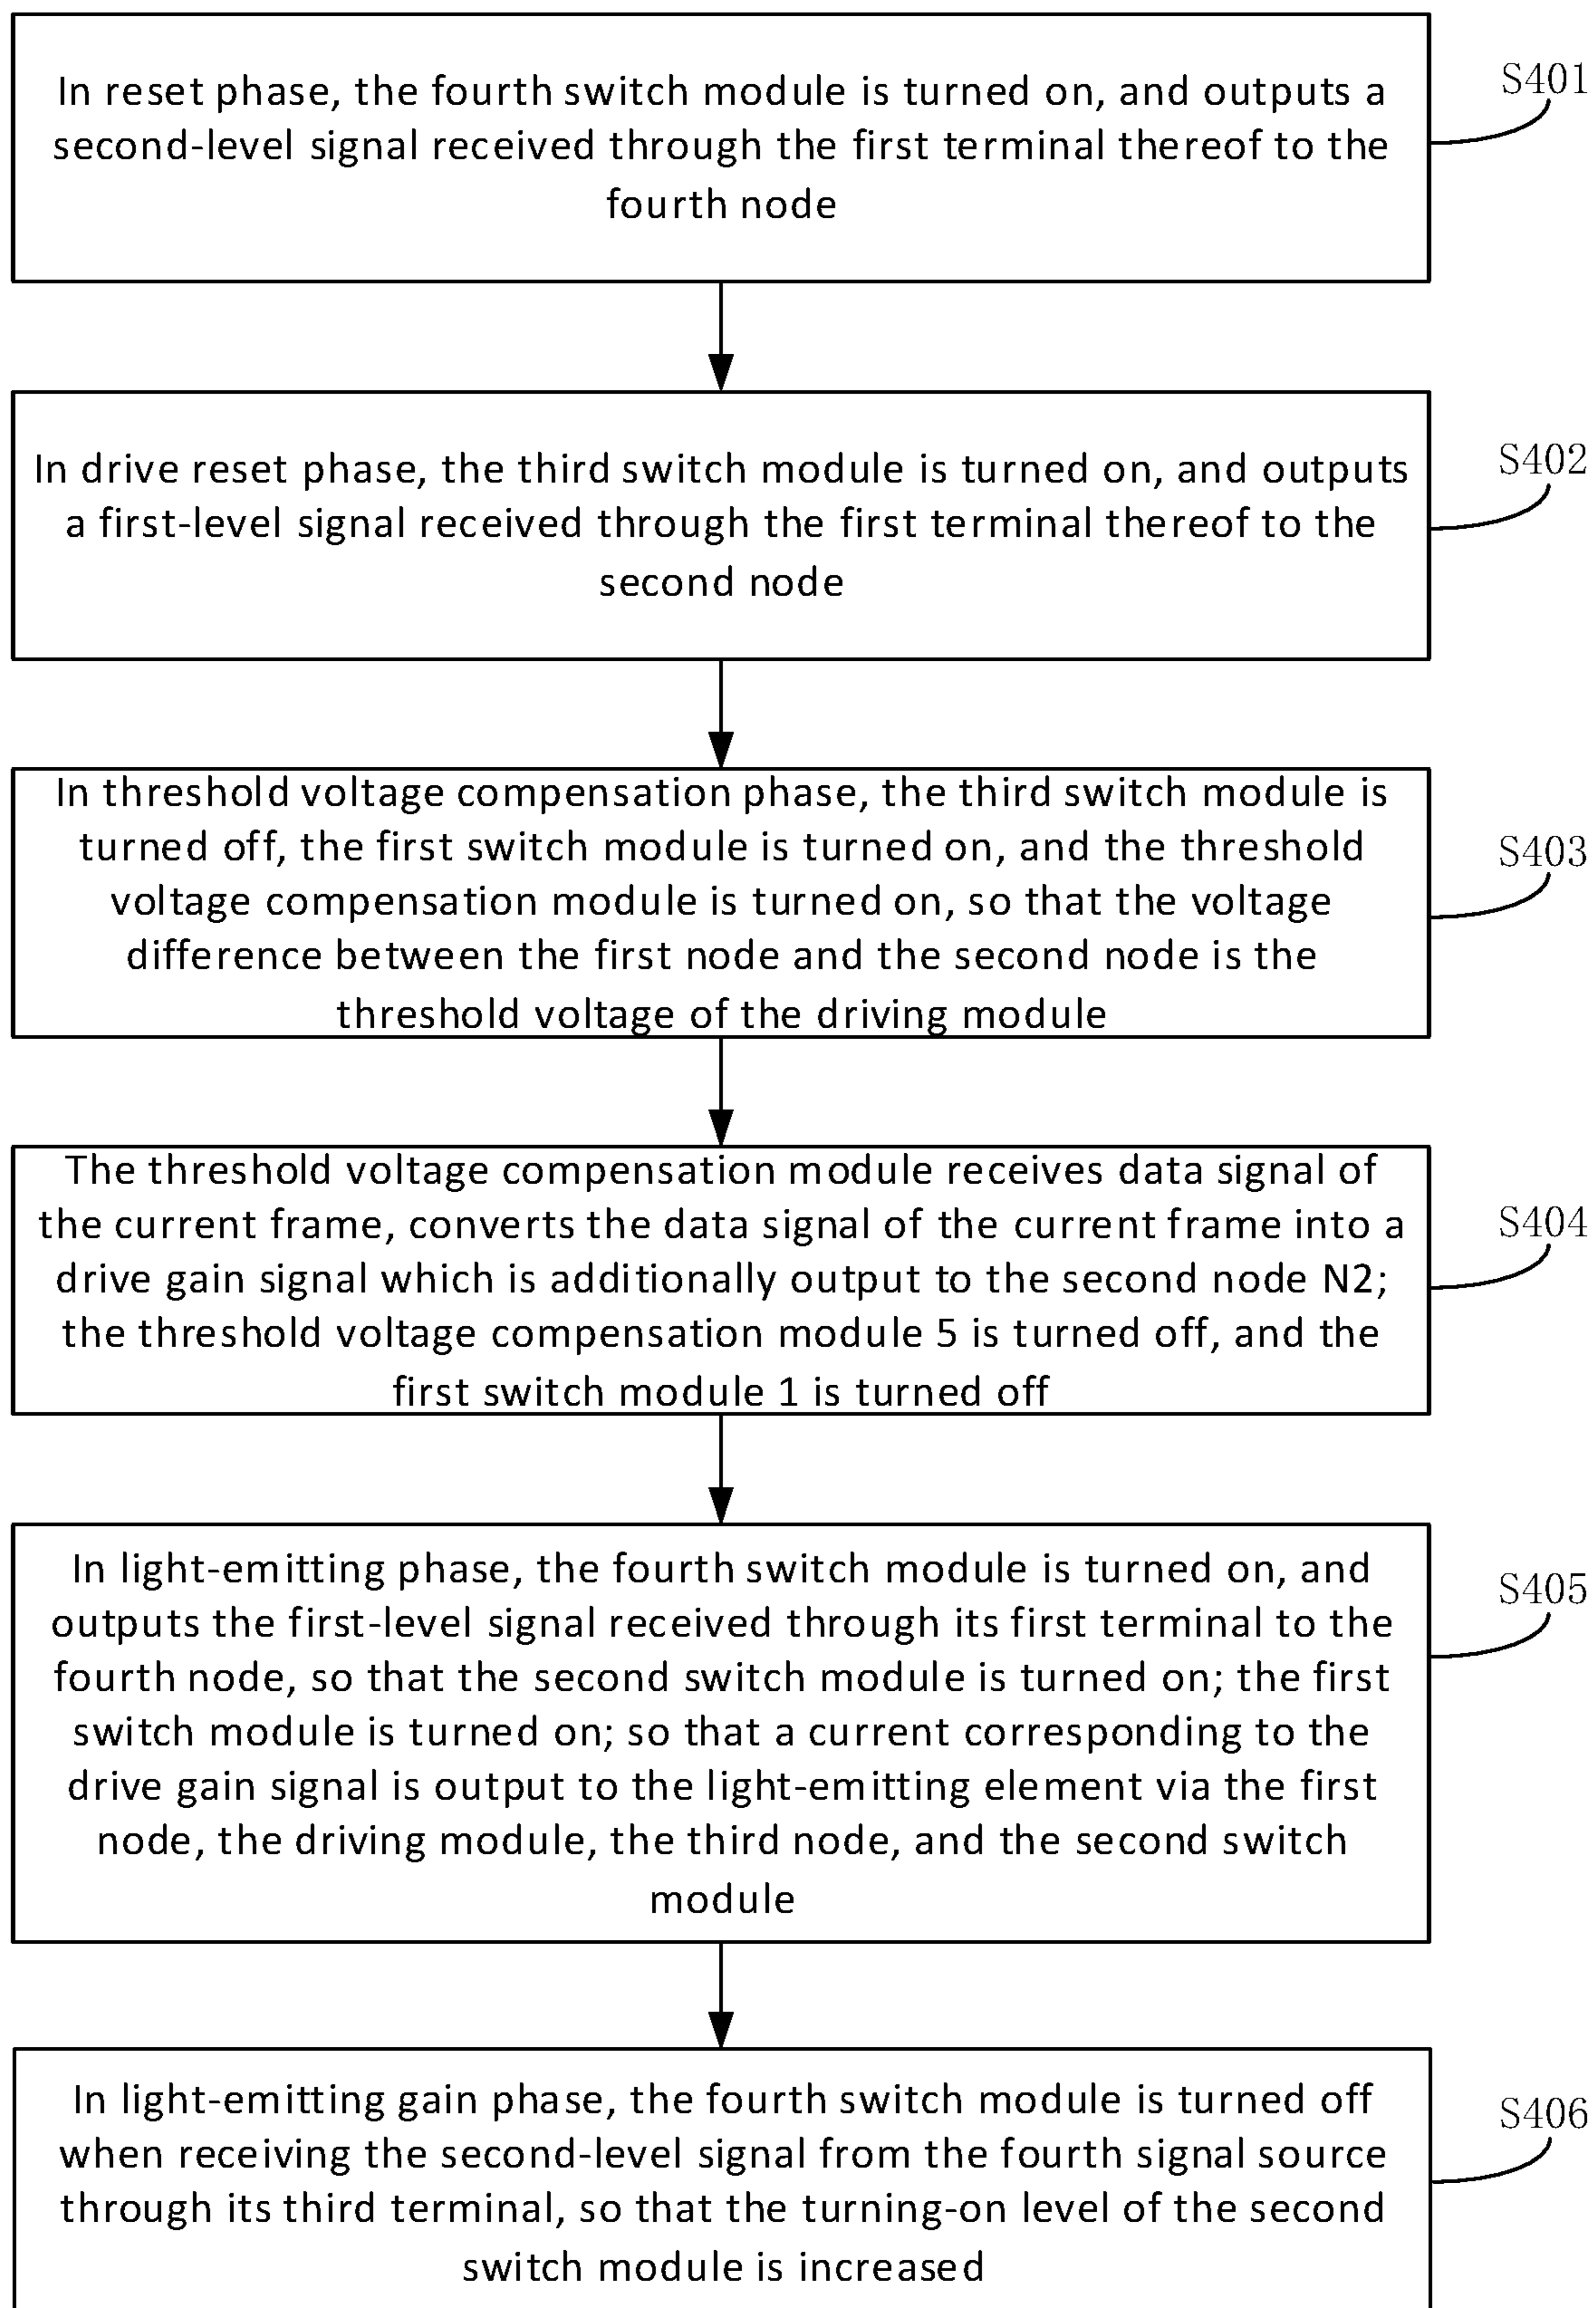 In reset phase, the fourth switch module is turned on, and outputs a
second-level signal received through the first terminal thereof to the
fourth node
S401
In drive reset phase, the third switch module is turned on, and outputs
a first-level signal received through the first terminal thereof to the
second node
S402
In threshold voltage compensation phase, the third switch module is
turned off, the first switch module is turned on, and the threshold
voltage compensation module is turned on, so that the voltage
difference between the first node and the second node is the
threshold voltage of the driving module
S403
The threshold voltage compensation module receives data signal of
the current frame, converts the data signal of the current frame into a
drive gain signal which is additionally output to the second node N2;
the threshold voltage compensation module 5 is turned off, and the
first switch module 1 is turned off
S404
In light-emitting phase, the fourth switch module is turned on, and
outputs the first-level signal received through its first terminal to the
fourth node, so that the second switch module is turned on; the first
switch module is turned on; so that a current corresponding to the
drive gain signal is output to the light-emitting element via the first
node, the driving module, the third node, and the second switch
module
S405
In light-emitting gain phase, the fourth switch module is turned off
when receiving the second-level signal from the fourth signal source
through its third terminal, so that the turning-on level of the second
switch module is increased
S406